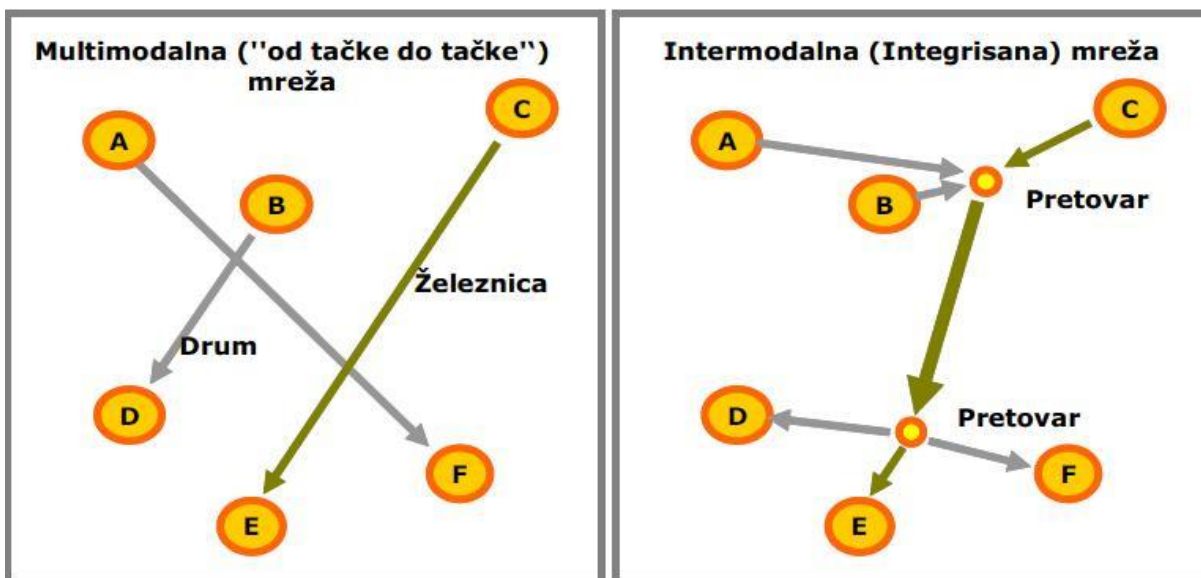 Multimodalna (''od tačke do tačke'') mreža
A
C
B
Železnica
Drum
D
F
E
Intermodalna (Integrisana) mreža
C
A
B
Pretovar
D
Pretovar
F
E